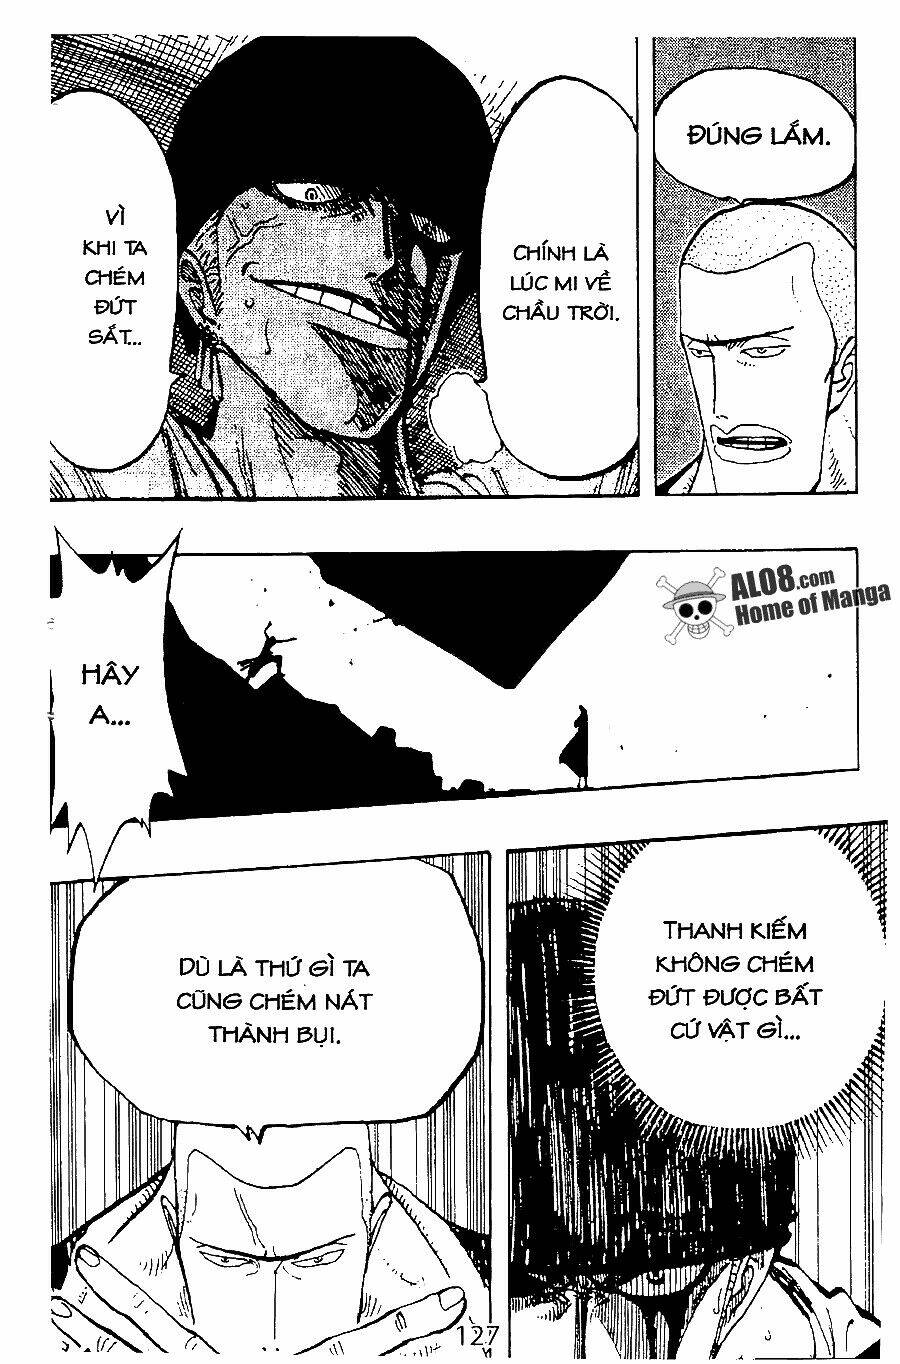 ĐÚNG LẮM.
CHÍNH LÀ
LÚC MI VỀ
CHẦU TRỜI.
VÌ
KHI TA
CHÉM
ĐỨT
SẮT...
AL08.com
Home of Manga
HÂY
A...
THANH KIẾM
KHÔNG CHÉM
ĐỨT ĐƯỢC BẤT
CỨ VẬT GÌ...
DÙ LÀ THỨ GÌ TA
CŨNG CHÉM NÁT
THÀNH BỤI.
127